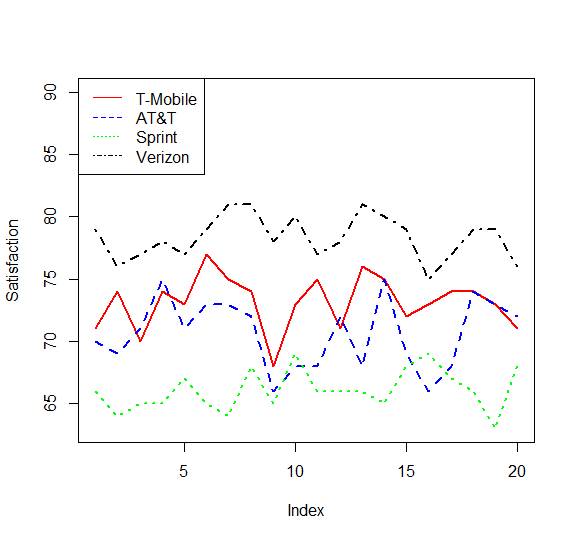 T-Mobile
AT&T
Sprint
Verizon
Satisfaction
90
85
80
75
70
65
5 10 15 20
Index